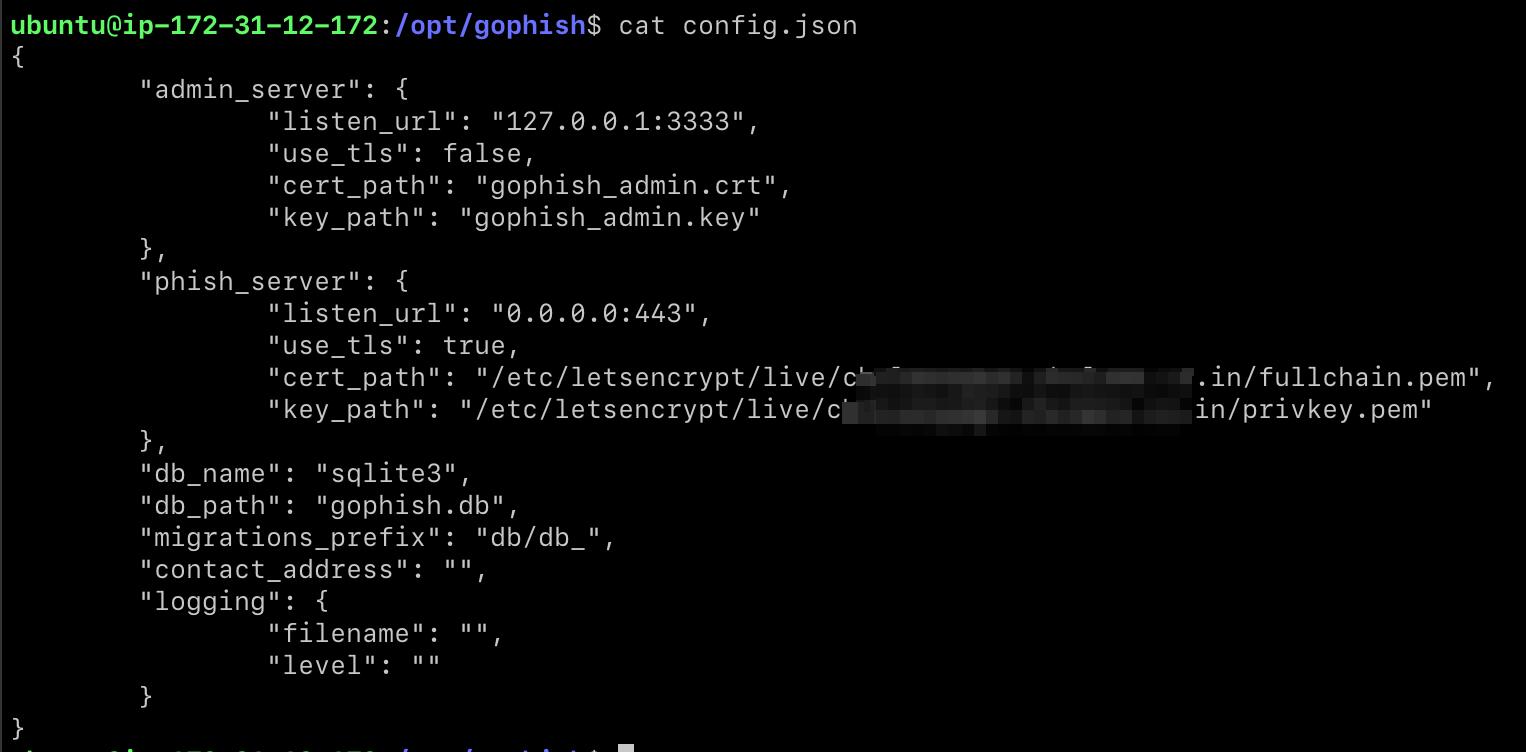 ubuntu@ip-172-31-12-172:/opt/gophish$ cat config.json
{
"admin_server": {
"listen_url": "127.0.0.1:3333",
"use_tls": false,
"cert_path": "gophish_admin.crt",
"key_path": "gophish_admin.key"
},
"phish_server": {
"listen_url": "0.0.0.0:443",
"use_tls": true,
"cert_path": "/etc/letsencrypt/live/c .in/fullchain.pem",
"key_path": "/etc/letsencrypt/live/c in/privkey.pem"
},
"db_name": "sqlite3",
"db_path": "gophish.db",
"migrations_prefix": "db/db_",
"contact_address": "",
"logging": {
"filename": "",
"level": ""
}
}